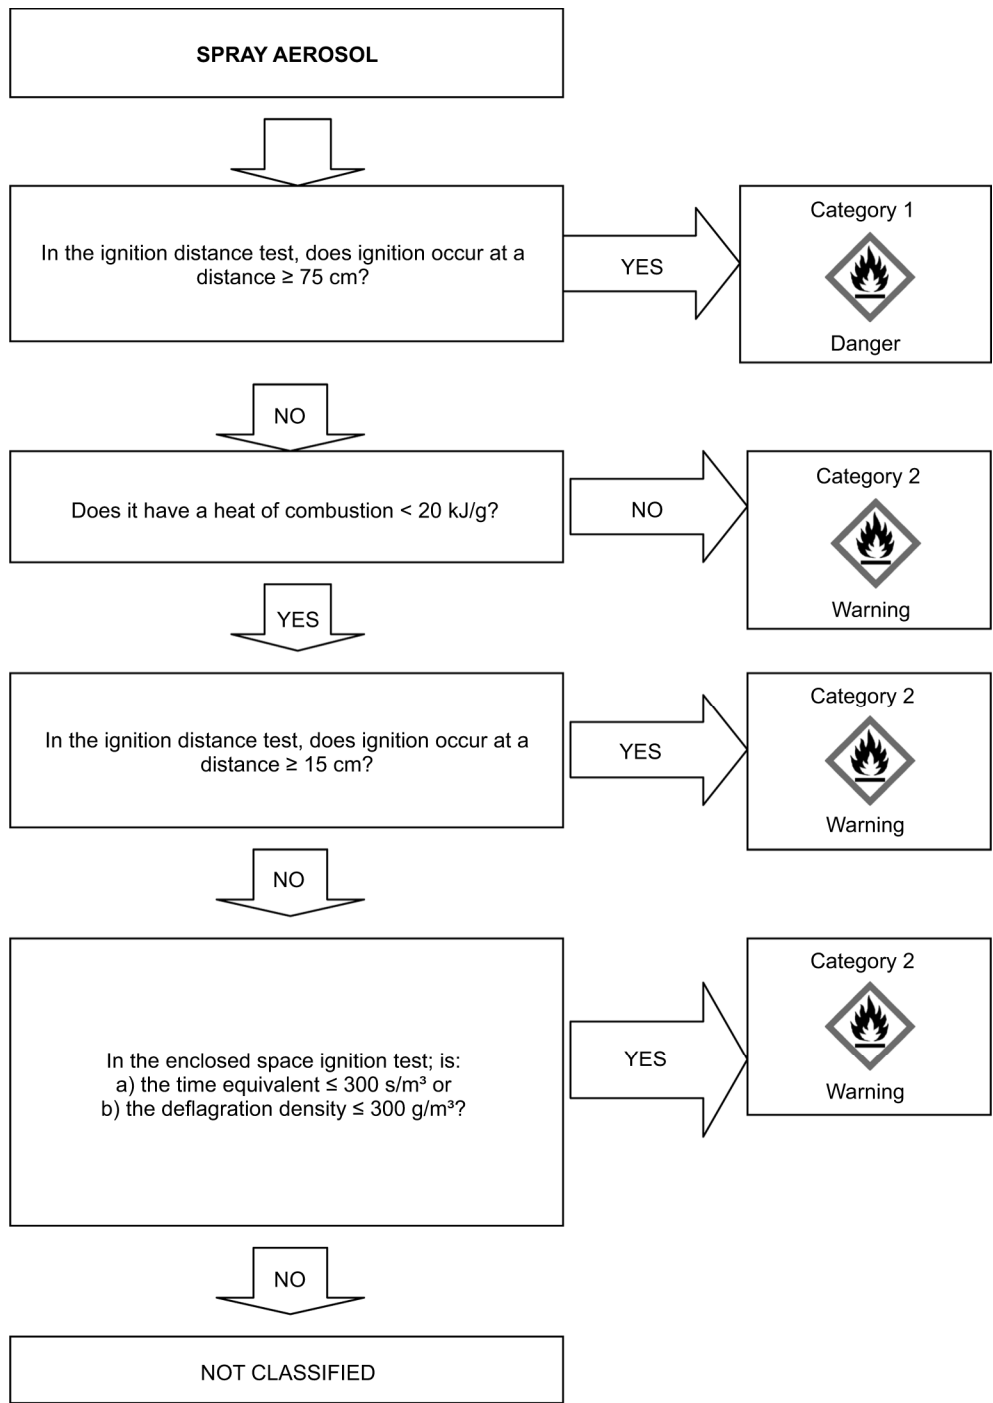 SPRAY AEROSOL
In the ignition distance test, does ignition occur at a
distance ≥ 75 cm?
YES
Category 1
Danger
NO
Does it have a heat of combustion < 20 kJ/g?
NO
Category 2
Warning
YES
In the ignition distance test, does ignition occur at a
distance ≥ 15 cm?
YES
Category 2
Warning
NO
In the enclosed space ignition test; is:
a) the time equivalent ≤ 300 s/m³ or
b) the deflagration density ≤ 300 g/m³?
YES
Category 2
Warning
NO
NOT CLASSIFIED